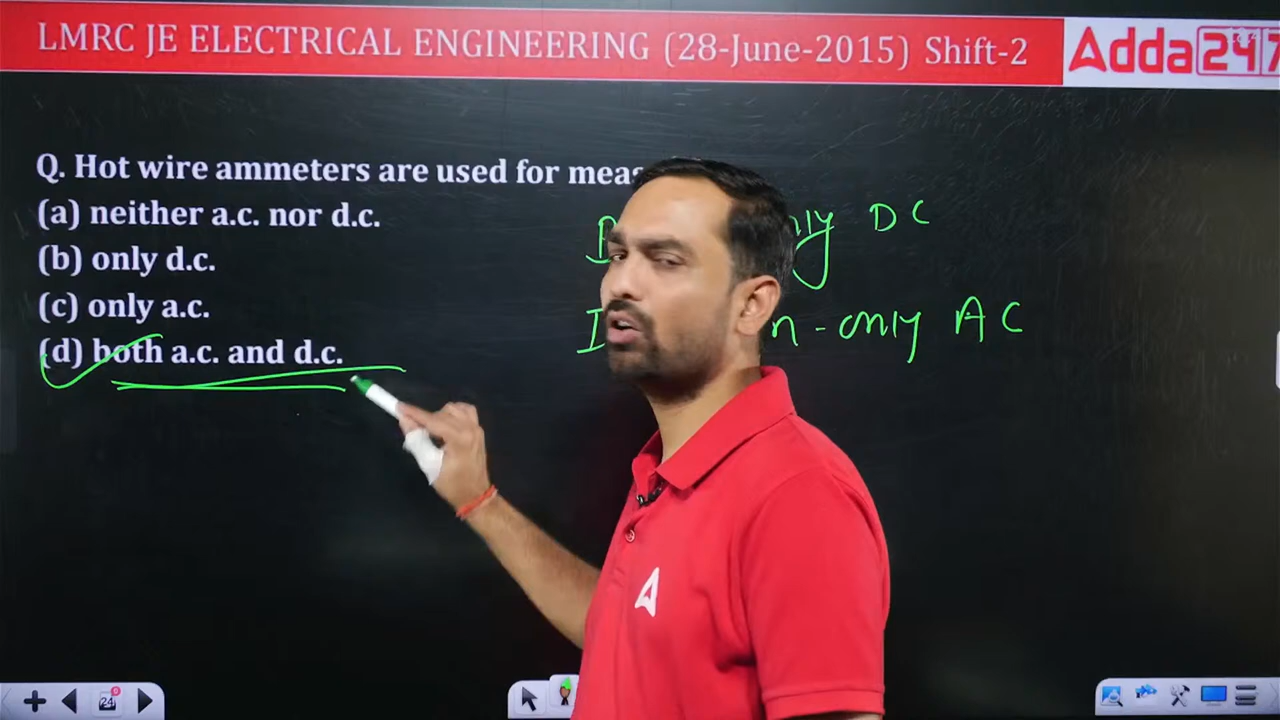 LMRC JE ELECTRICAL ENGINEERING (28-June-2015) Shift-2
Adda247
Q. Hot wire ammeters are used for
(a) neither a.c. nor d.c.
(b) only d.c.
(c) only a.c.
(d) both a.c. and d.c.
DC
only AC
24